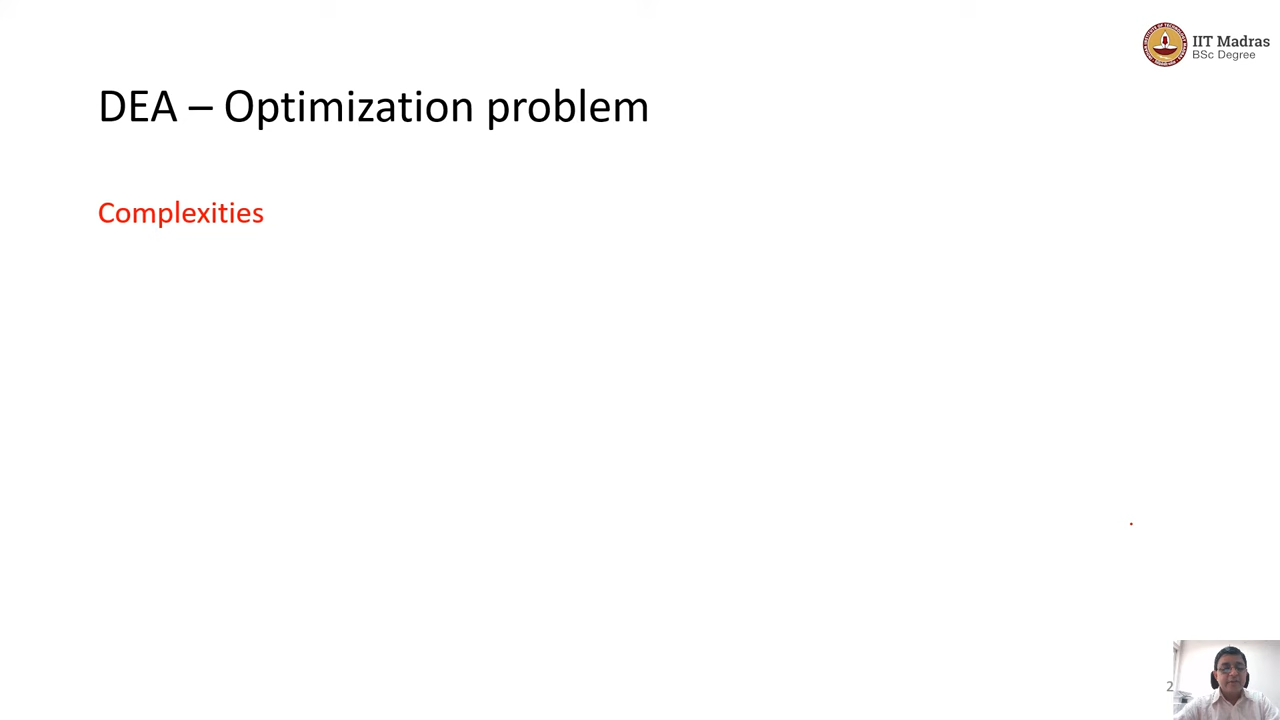 IIT Madras
BSc Degree
DEA – Optimization problem
Complexities
2